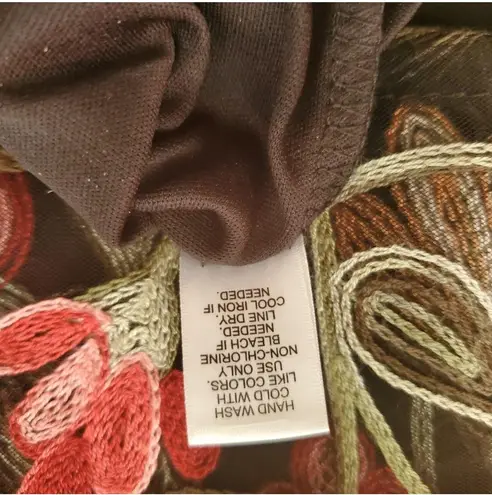 HAND WASH
COLD WITH
LIKE COLORS.
USE ONLY
NON-CHLORINE
BLEACH IF
NEEDED.
LINE DRY.
COOL IRON IF
NEEDED.